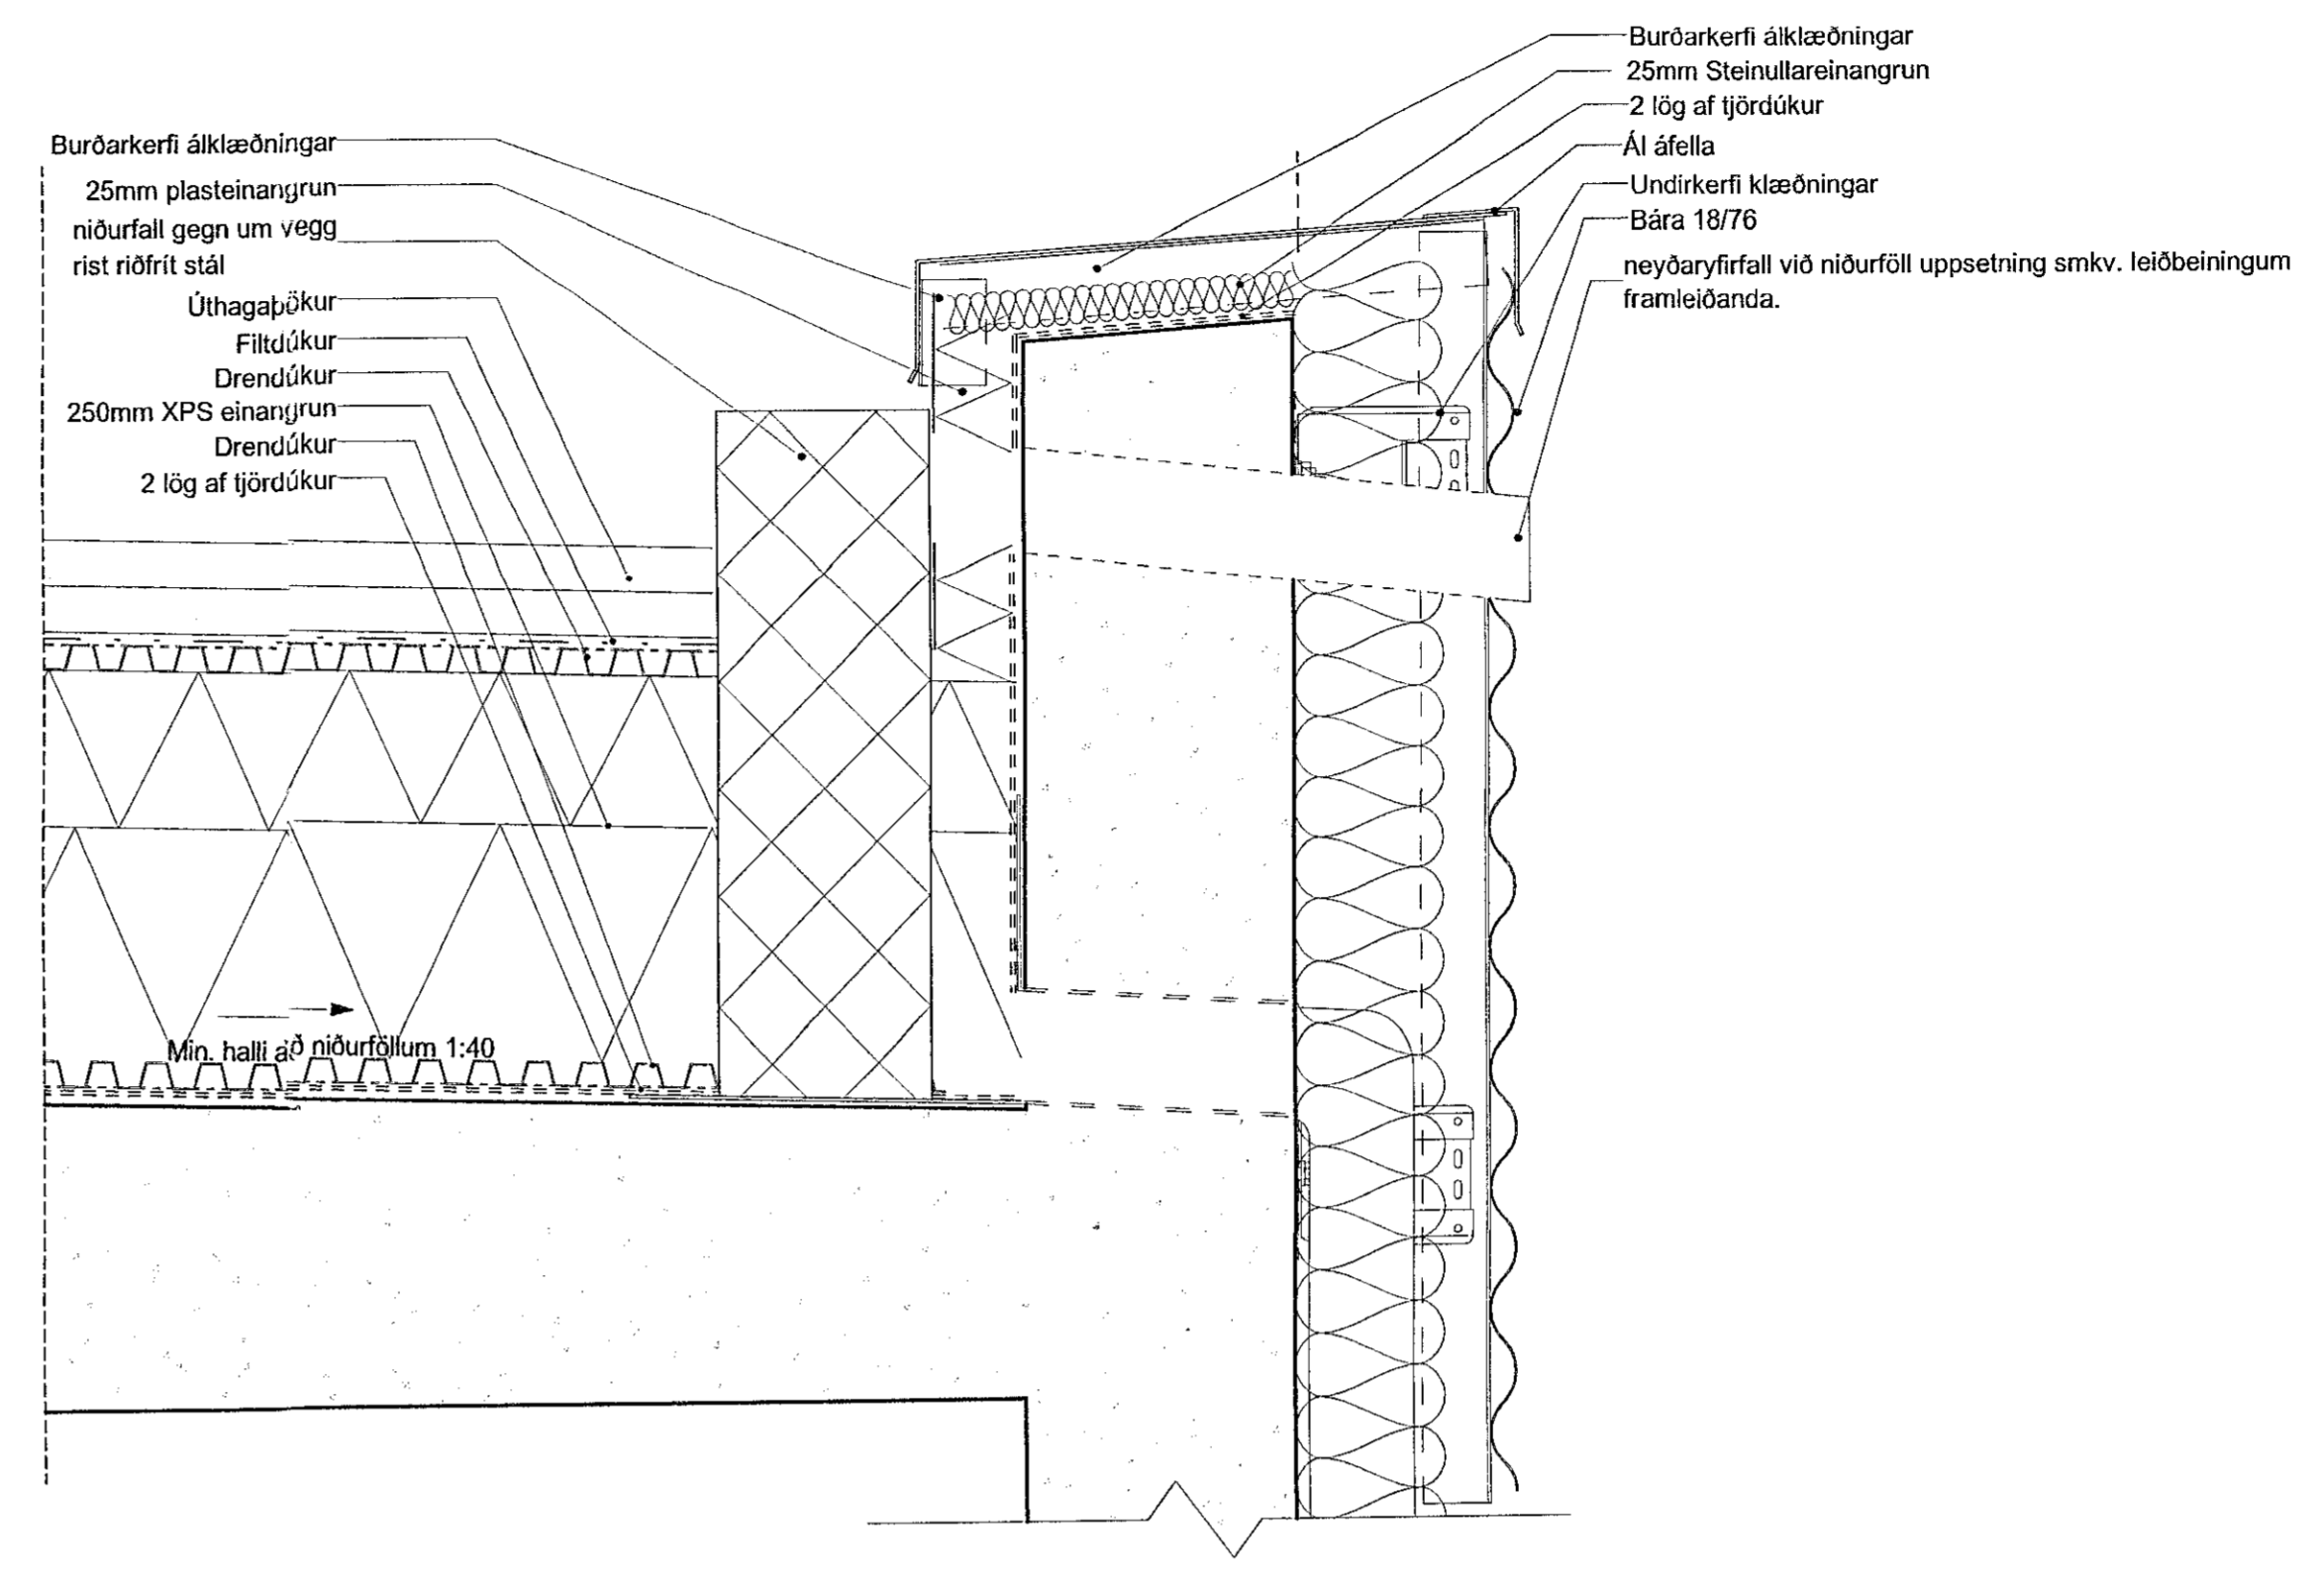 Burðarkerfi álklæðningar
25mm plasteinangrun
niðurfall gegn um vegg
rist riðfrít stál
Úthagaþökur
Filtdúkur
Drendúkur
250mm XPS einangrun
Drendúkur
2 lög af tjördúkur
Min. halli að niðurföllum 1:40
Burðarkerfi álklæðningar
25mm Steinullareinangrun
2 lög af tjördúkur
Ál áfella
Undirkerfi klæðningar
Bára 18/76
neyðaryfirfall við niðurföll uppsetning smkv. leiðbeiningum
framleiðanda.